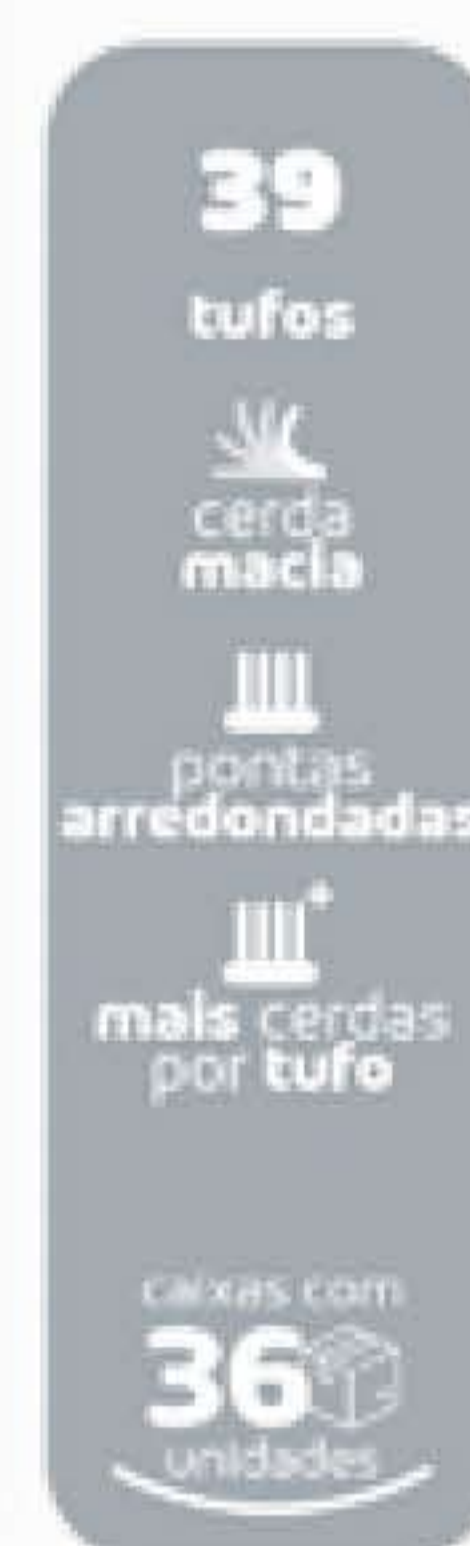 39
tufos
cerda
macia
pontas
arredondadas
mais cerdas
por tufo
caixas com
36
unidades